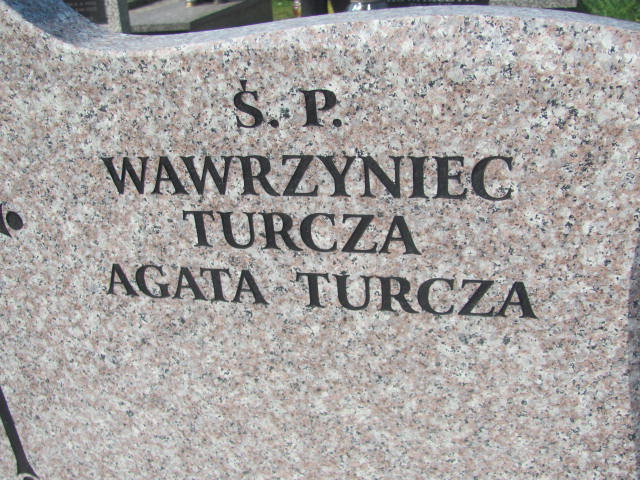 Ś. P.
WAWRZYNIEC
TURCZA
AGATA TURCZA